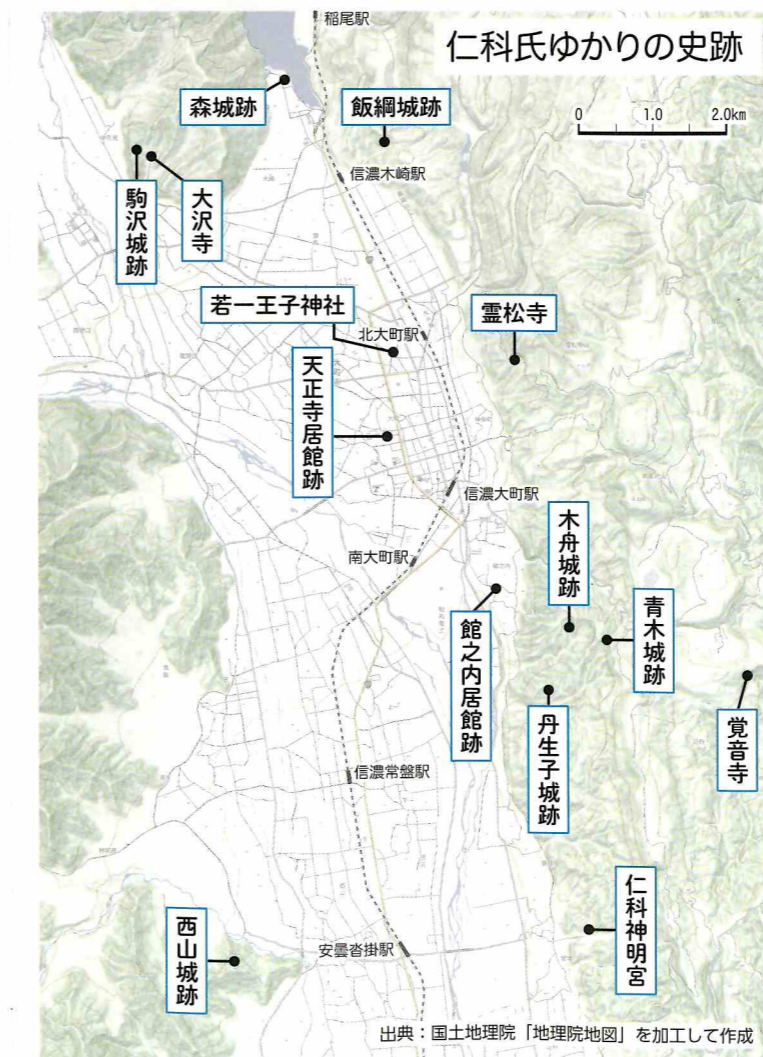 稲尾駅
仁科氏ゆかりの史跡
森城跡
飯綱城跡
0 1.0 2.0km
信濃木崎駅
駒沢城跡
大沢寺
若一王子神社
北大町駅
霊松寺
天正寺居館跡
信濃大町駅
南大町駅
木舟城跡
青木城跡
館之内居館跡
丹生子城跡
覚音寺
信濃常盤駅
仁科神明宮
西山城跡
安曇沓掛駅
出典：国土地理院「地理院地図」を加工して作成